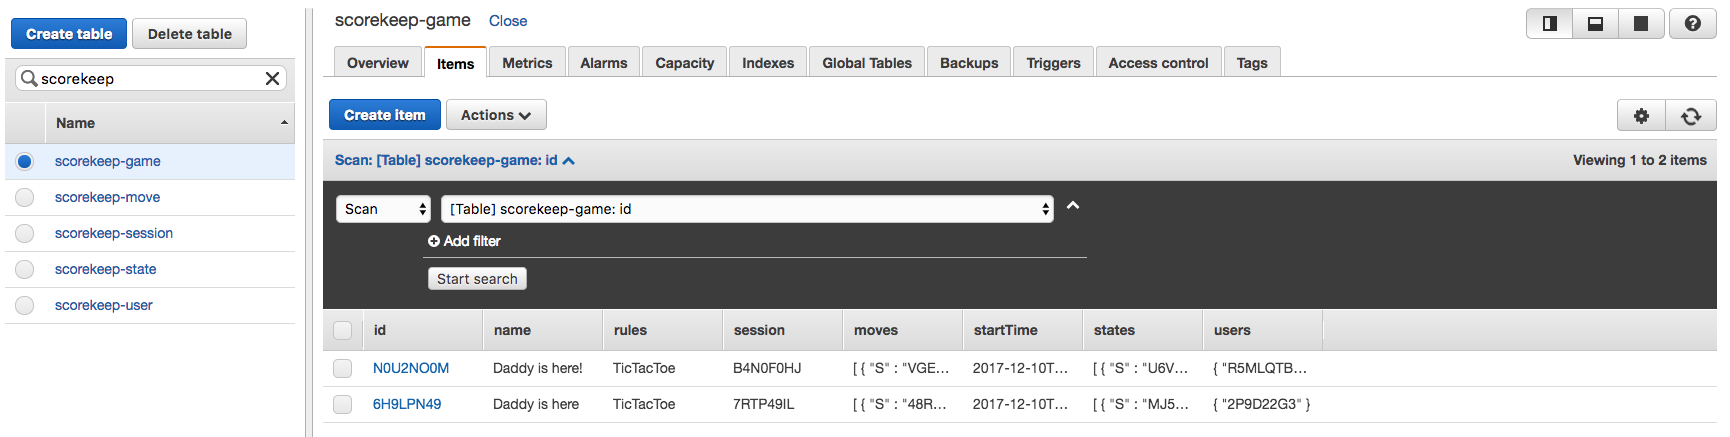 Create table Delete table
scorekeep
Name
scorekeep-game
scorekeep-move
scorekeep-session
scorekeep-state
scorekeep-user
scorekeep-game Close
Overview Items Metrics Alarms Capacity Indexes Global Tables Backups Triggers Access control Tags
Create item Actions
Scan: [Table] scorekeep-game: id Viewing 1 to 2 items
Scan [Table] scorekeep-game: id
Add filter
Start search
id name rules session moves startTime states users
N0U2NO0M Daddy is here! TicTacToe B4N0F0HJ [ { "S" : "VGE... 2017-12-10T... [ { "S" : "U6V... { "R5MLQTB...
6H9LPN49 Daddy is here TicTacToe 7RTP49IL [ { "S" : "48R... 2017-12-10T... [ { "S" : "MJ5... { "2P9D22G3" }